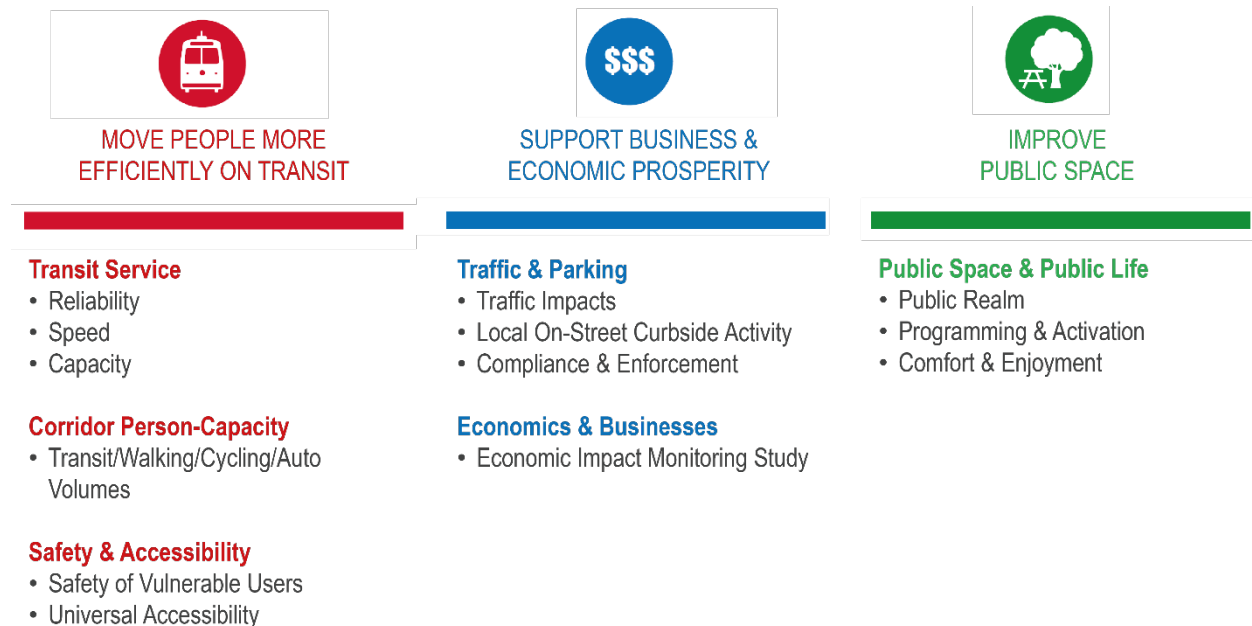 $$$
MOVE PEOPLE MORE
EFFICIENTLY ON TRANSIT
SUPPORT BUSINESS &
ECONOMIC PROSPERITY
IMPROVE
PUBLIC SPACE
Transit Service
• Reliability
• Speed
• Capacity
Corridor Person-Capacity
• Transit/Walking/Cycling/Auto
Volumes
Safety & Accessibility
• Safety of Vulnerable Users
• Universal Accessibility
Traffic & Parking
• Traffic Impacts
• Local On-Street Curbside Activity
• Compliance & Enforcement
Economics & Businesses
• Economic Impact Monitoring Study
Public Space & Public Life
• Public Realm
• Programming & Activation
• Comfort & Enjoyment